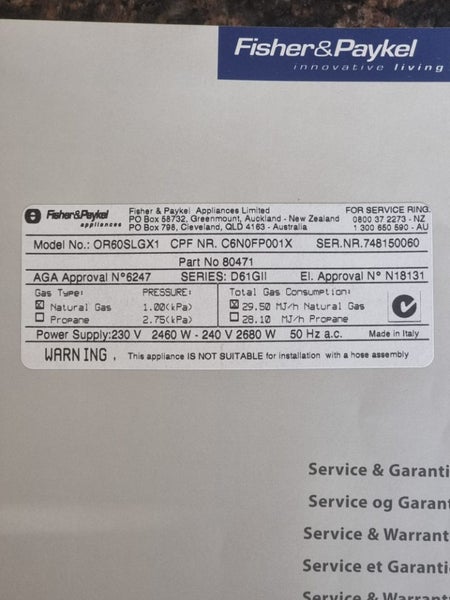 Fisher&Paykel
innovative living
Fisher&Paykel
appliances
Fisher & Paykel Appliances Limited
PO Box 58732, Greenmount, Auckland - New Zealand
PO Box 798, Cleveland, QLD 4163 - Australia
FOR SERVICE RING:
0800 37 2273 - NZ
1 300 650 590 - AU
Model No.: OR60SLGX1 CPF NR. C6N0FP001X SER.NR.748150060
Part No 80471
AGA Approval N°6247 SERIES: D61GII El. Approval N° N18131
Gas Type: PRESSURE: Total Gas Consumption:
Natural Gas 1.00(kPa) 29.50 MJ/h Natural Gas
Propane 2.75(kPa) 28.10 MJ/h Propane
Power Supply:230 V 2460 W - 240 V 2680 W 50 Hz a.c. Made in Italy
WARNING. This appliance IS NOT SUITABLE for installation with a hose assembly
Service & Garanti
Service og Garan
Service & Warrant
Service et Garanti
Service & Warrant